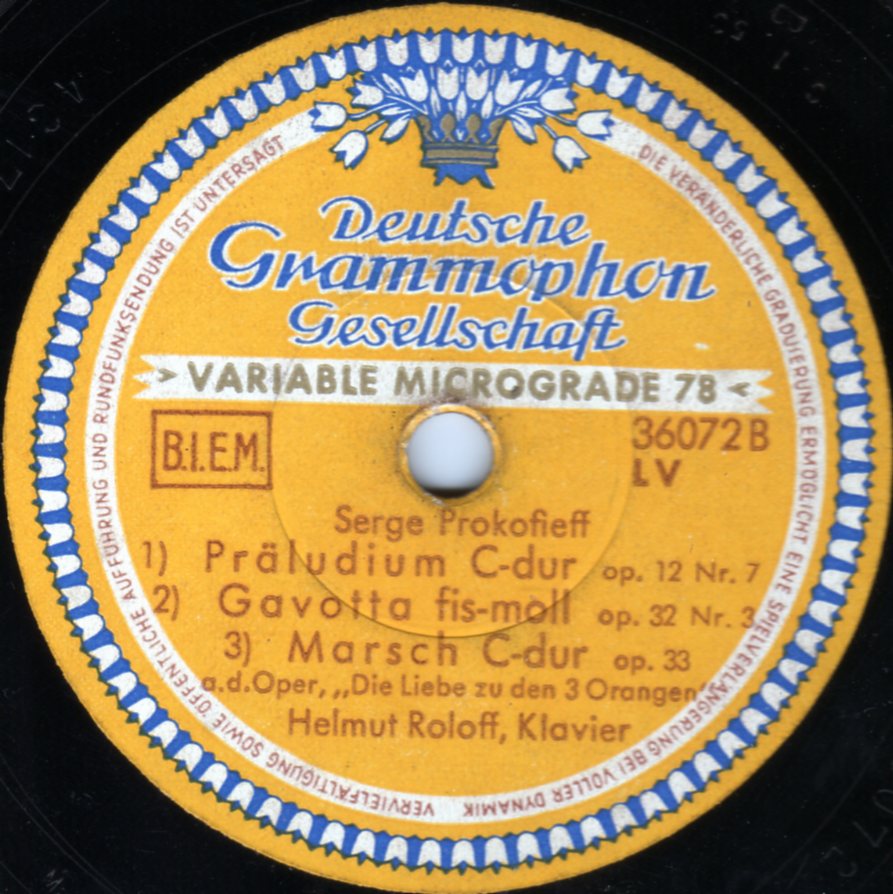 Deutsche
Grammophon
Gesellschaft
> VARIABLE MICROGRADE 78 <
B.I.E.M.
36072 B
LV
Serge Prokofieff
1) Präludium C-dur op. 12 Nr. 7
2) Gavotta fis-moll op. 32 Nr. 3
3) Marsch C-dur op. 33
a.d.Oper, „Die Liebe zu den 3 Orangen“
Helmut Roloff, Klavier
DIE VERÄNDERLICHE GRADUIERUNG ERMÖGLICHT EINE SPIELVERLÄNGERUNG BEI VOLLER DYNAMIK
VERVIELFÄLTIGUNG SOWIE ÖFFENTLICHE AUFFÜHRUNG UND RUNDFUNKSENDUNG IST UNTERSAGT